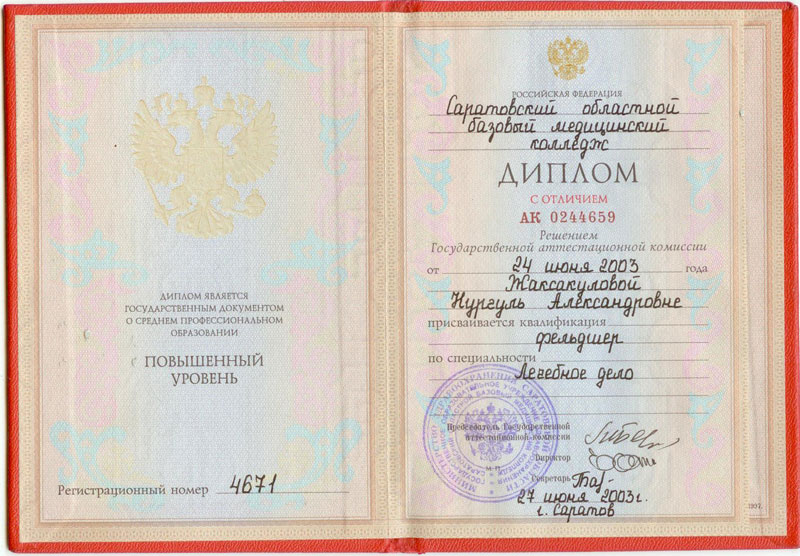 ДИПЛОМ ЯВЛЯЕТСЯ
ГОСУДАРСТВЕННЫМ ДОКУМЕНТОМ
О СРЕДНЕМ ПРОФЕССИОНАЛЬНОМ
ОБРАЗОВАНИИ
ПОВЫШЕННЫЙ
УРОВЕНЬ
Регистрационный номер 4671
РОССИЙСКАЯ ФЕДЕРАЦИЯ
Саратовский областной
базовый медицинский
колледж
ДИПЛОМ
С ОТЛИЧИЕМ
АК 0244659
Решением
Государственной аттестационной комиссии
от 24 июня 2003 года
Жаксакуловой
Нургуль Александровне
присваивается квалификация
фельдшер
по специальности
Лечебное дело
Председатель Государственной
аттестационной комиссии
Директор
Секретарь
27 июня 2003г.
г. Саратов